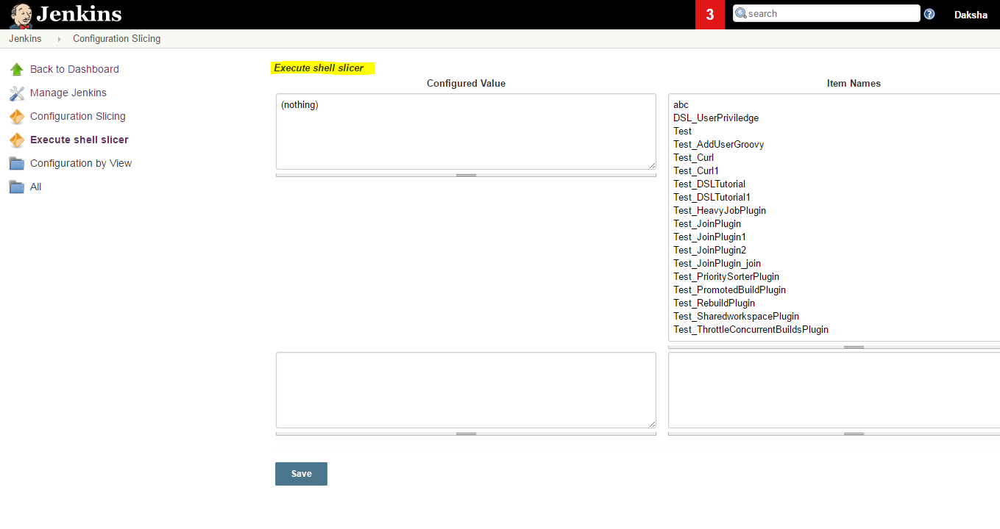 Jenkins
3
search
Daksha
Jenkins
Configuration Slicing
Back to Dashboard
Manage Jenkins
Configuration Slicing
Execute shell slicer
Configuration by View
All
Execute shell slicer
Configured Value
Item Names
(nothing)
abc
DSL_UserPriviledge
Test
Test_AddUserGroovy
Test_Curl
Test_Curl1
Test_DSLTutorial
Test_DSLTutorial1
Test_HeavyJobPlugin
Test_JoinPlugin
Test_JoinPlugin1
Test_JoinPlugin2
Test_JoinPlugin_join
Test_PrioritySorterPlugin
Test_PromotedBuildPlugin
Test_RebuildPlugin
Test_SharedworkspacePlugin
Test_ThrottleConcurrentBuildsPlugin
Save